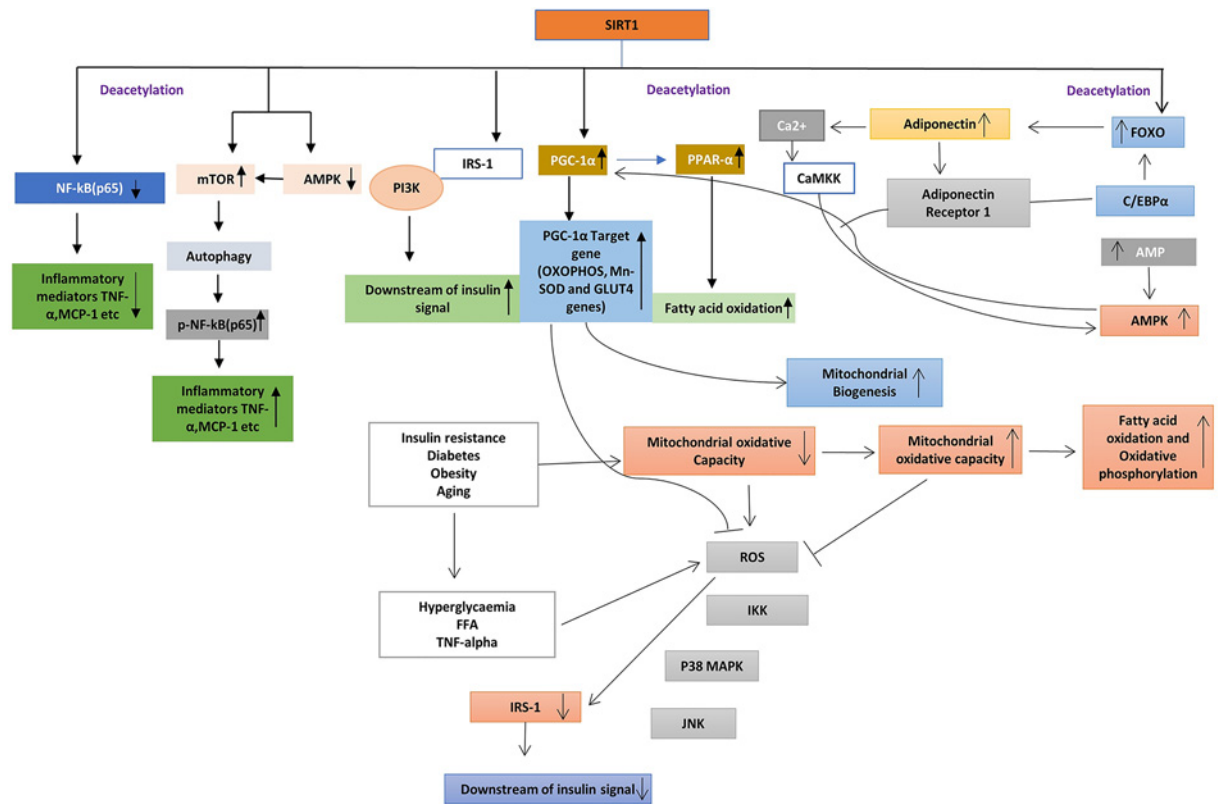 SIRT1
Deacetylation
Deacetylation
Deacetylation
NF-kB(p65)
Inflammatory
mediators TNF-
α,MCP-1 etc
mTOR
AMPK
Autophagy
p-NF-kB(p65)
Inflammatory
mediators TNF-
α,MCP-1 etc
IRS-1
PI3K
Downstream of insulin
signal
PGC-1α
PPAR-α
PGC-1α Target
gene
(OXOPHOS, Mn-
SOD and GLUT4
genes)
Fatty acid oxidation
Ca2+
Adiponectin
FOXO
CaMKK
Adiponectin
Receptor 1
C/EBPα
AMP
AMPK
Mitochondrial
Biogenesis
Insulin resistance
Diabetes
Obesity
Aging
Mitochondrial oxidative
Capacity
Mitochondrial
oxidative capacity
Fatty acid
oxidation and
Oxidative
phosphorylation
ROS
Hyperglycaemia
FFA
TNF-alpha
IKK
P38 MAPK
IRS-1
JNK
Downstream of insulin signal